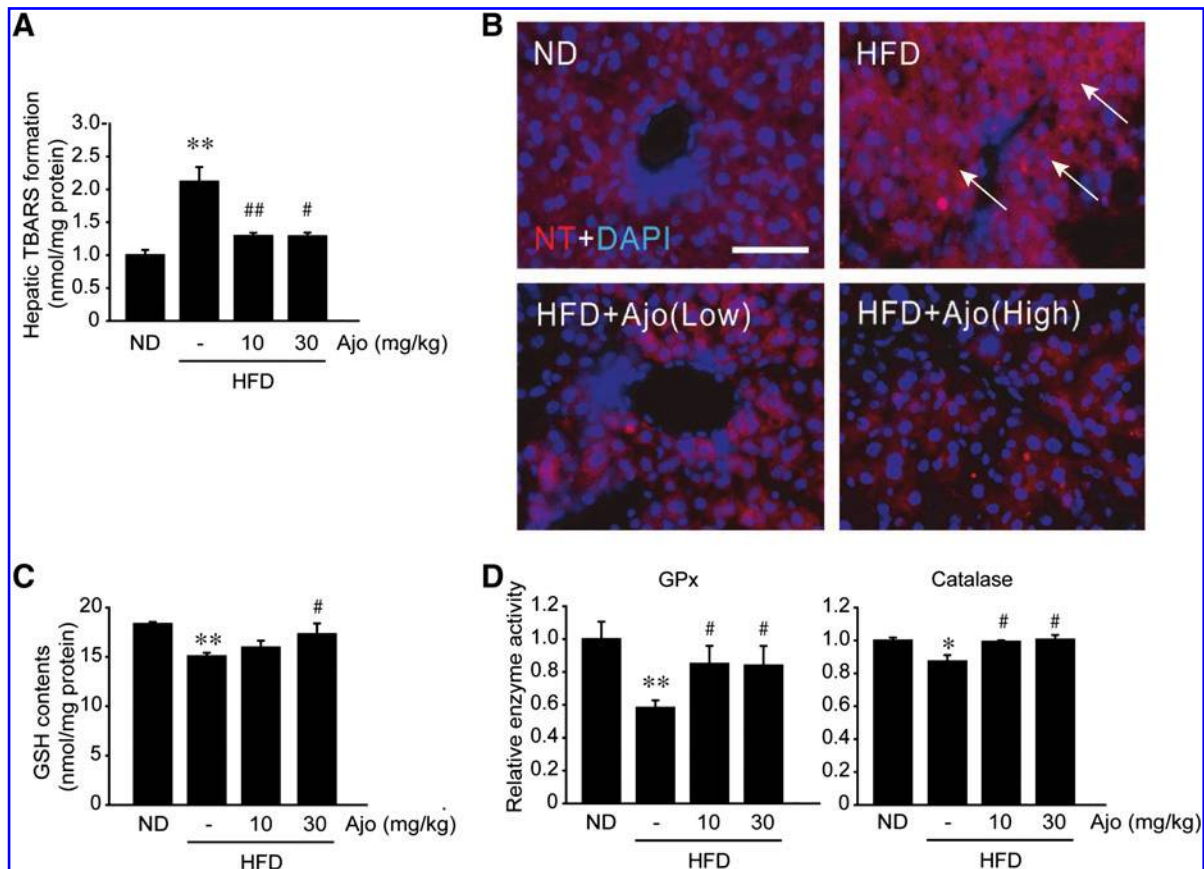 A
Hepatic TBARS formation
(nmol/mg protein)
3.0
2.5
2.0
1.5
1.0
0.5
0
**
##
#
ND - 10 30 Ajo (mg/kg)
HFD
B
ND
NT+DAPI
HFD
HFD+Ajo(Low)
HFD+Ajo(High)
C
GSH contents
(nmol/mg protein)
20
15
10
5
0
**
#
ND - 10 30 Ajo (mg/kg)
HFD
D
GPx
Relative enzyme activity
1.2
1.0
0.8
0.6
0.4
0.2
0
**
#
#
ND - 10 30
HFD
Catalase
1.2
1.0
0.8
0.6
0.4
0.2
0
*
#
#
ND - 10 30 Ajo (mg/kg)
HFD